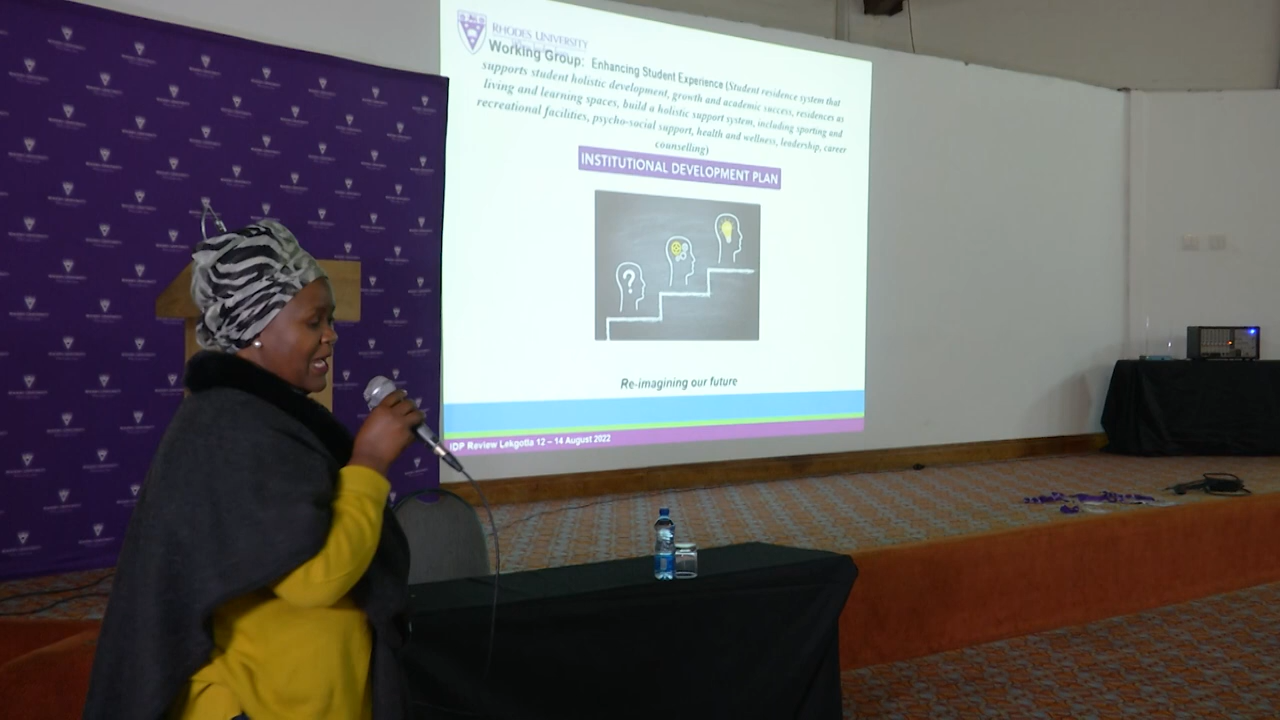 RHODES UNIVERSITY
Working Group: Enhancing Student Experience (Student residence system that
supports student holistic development, growth and academic success, residences as
living and learning spaces, build a holistic support system, including sporting and
recreational facilities, psycho-social support, health and wellness, leadership, career
counselling)
INSTITUTIONAL DEVELOPMENT PLAN
?
Re-imagining our future
IDP Review Lekgotla 12 – 14 August 2022